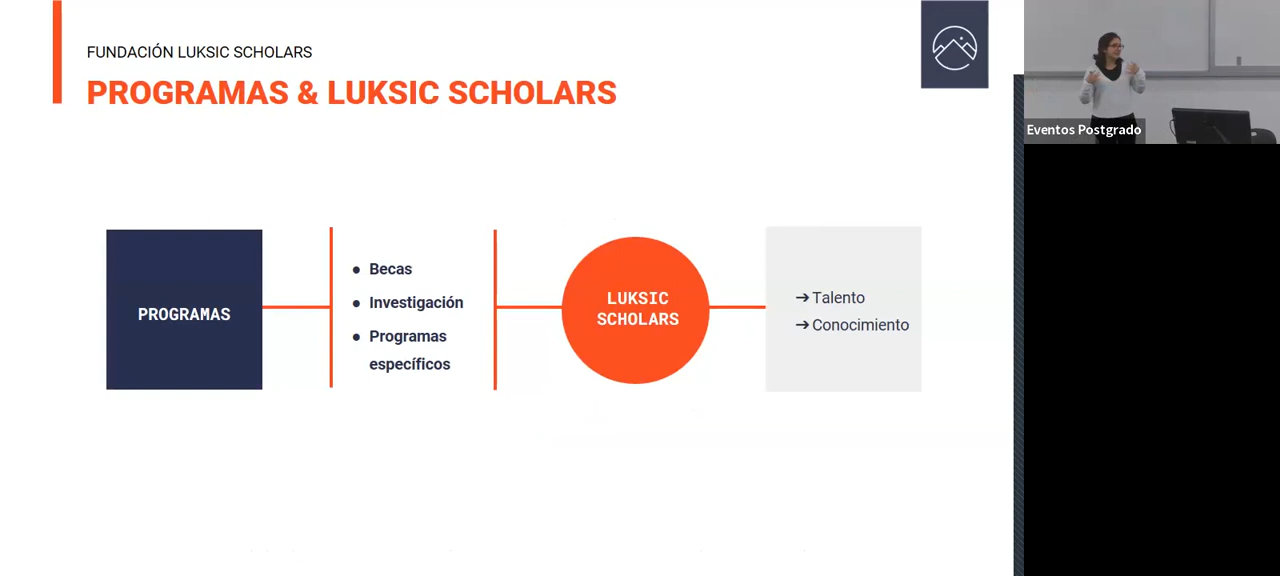 FUNDACIÓN LUKSIC SCHOLARS
PROGRAMAS & LUKSIC SCHOLARS
Eventos Postgrado
PROGRAMAS
● Becas
● Investigación
● Programas
específicos
LUKSIC
SCHOLARS
➔ Talento
➔ Conocimiento